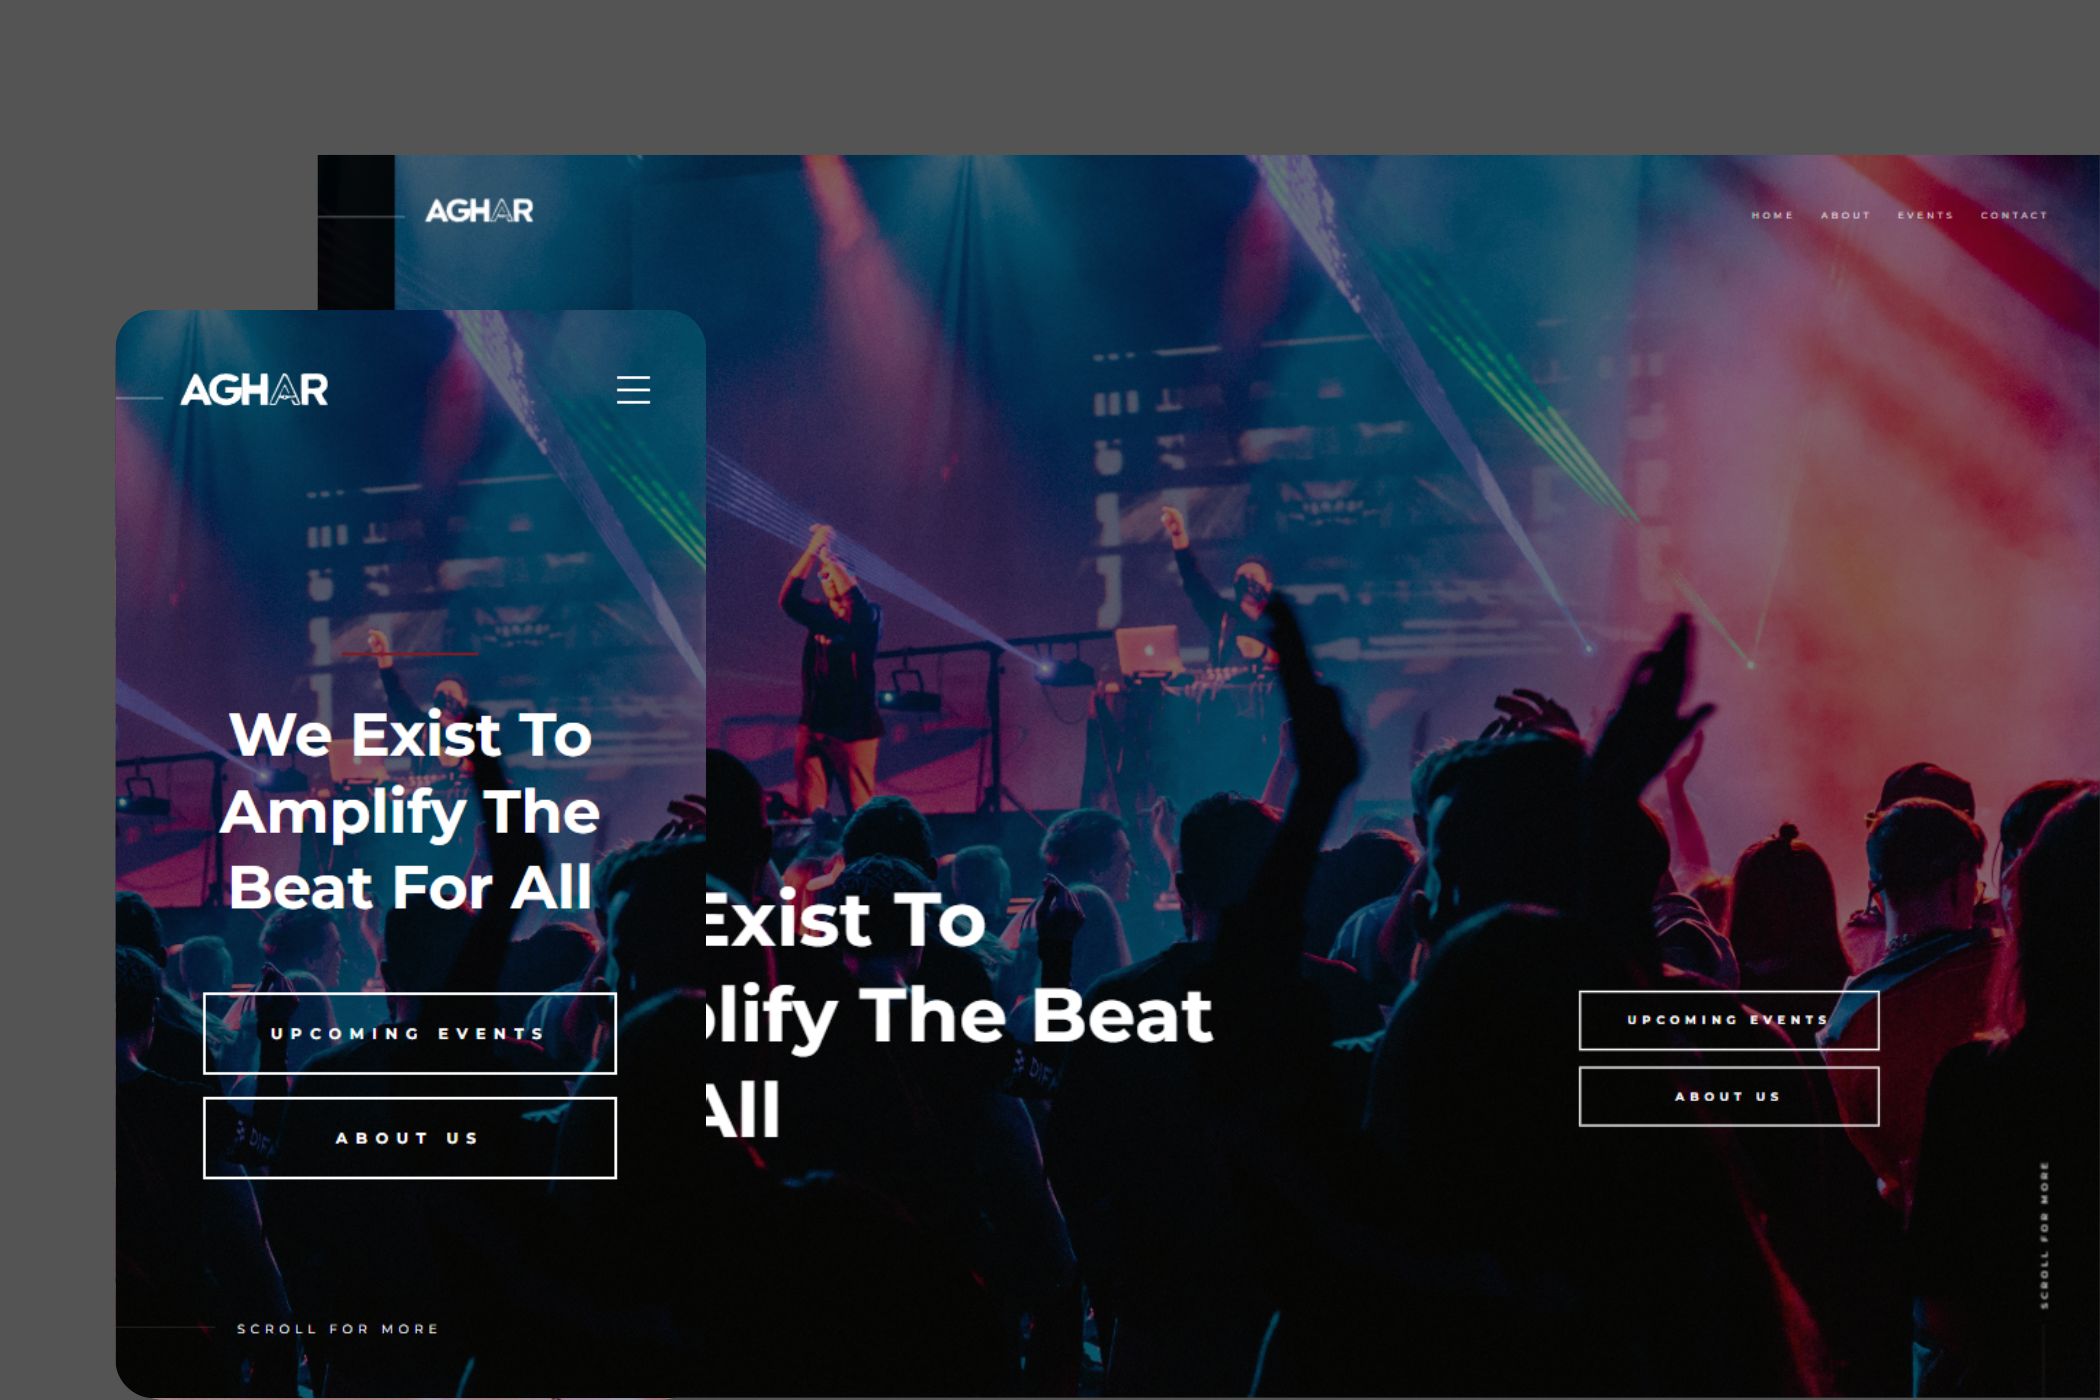 AGHAR
HOME ABOUT EVENTS CONTACT
AGHAR
We Exist To
Amplify The
Beat For All
UPCOMING EVENTS
ABOUT US
SCROLL FOR MORE
Exist To
plify The Beat
All
UPCOMING EVENTS
ABOUT US
SCROLL FOR MORE